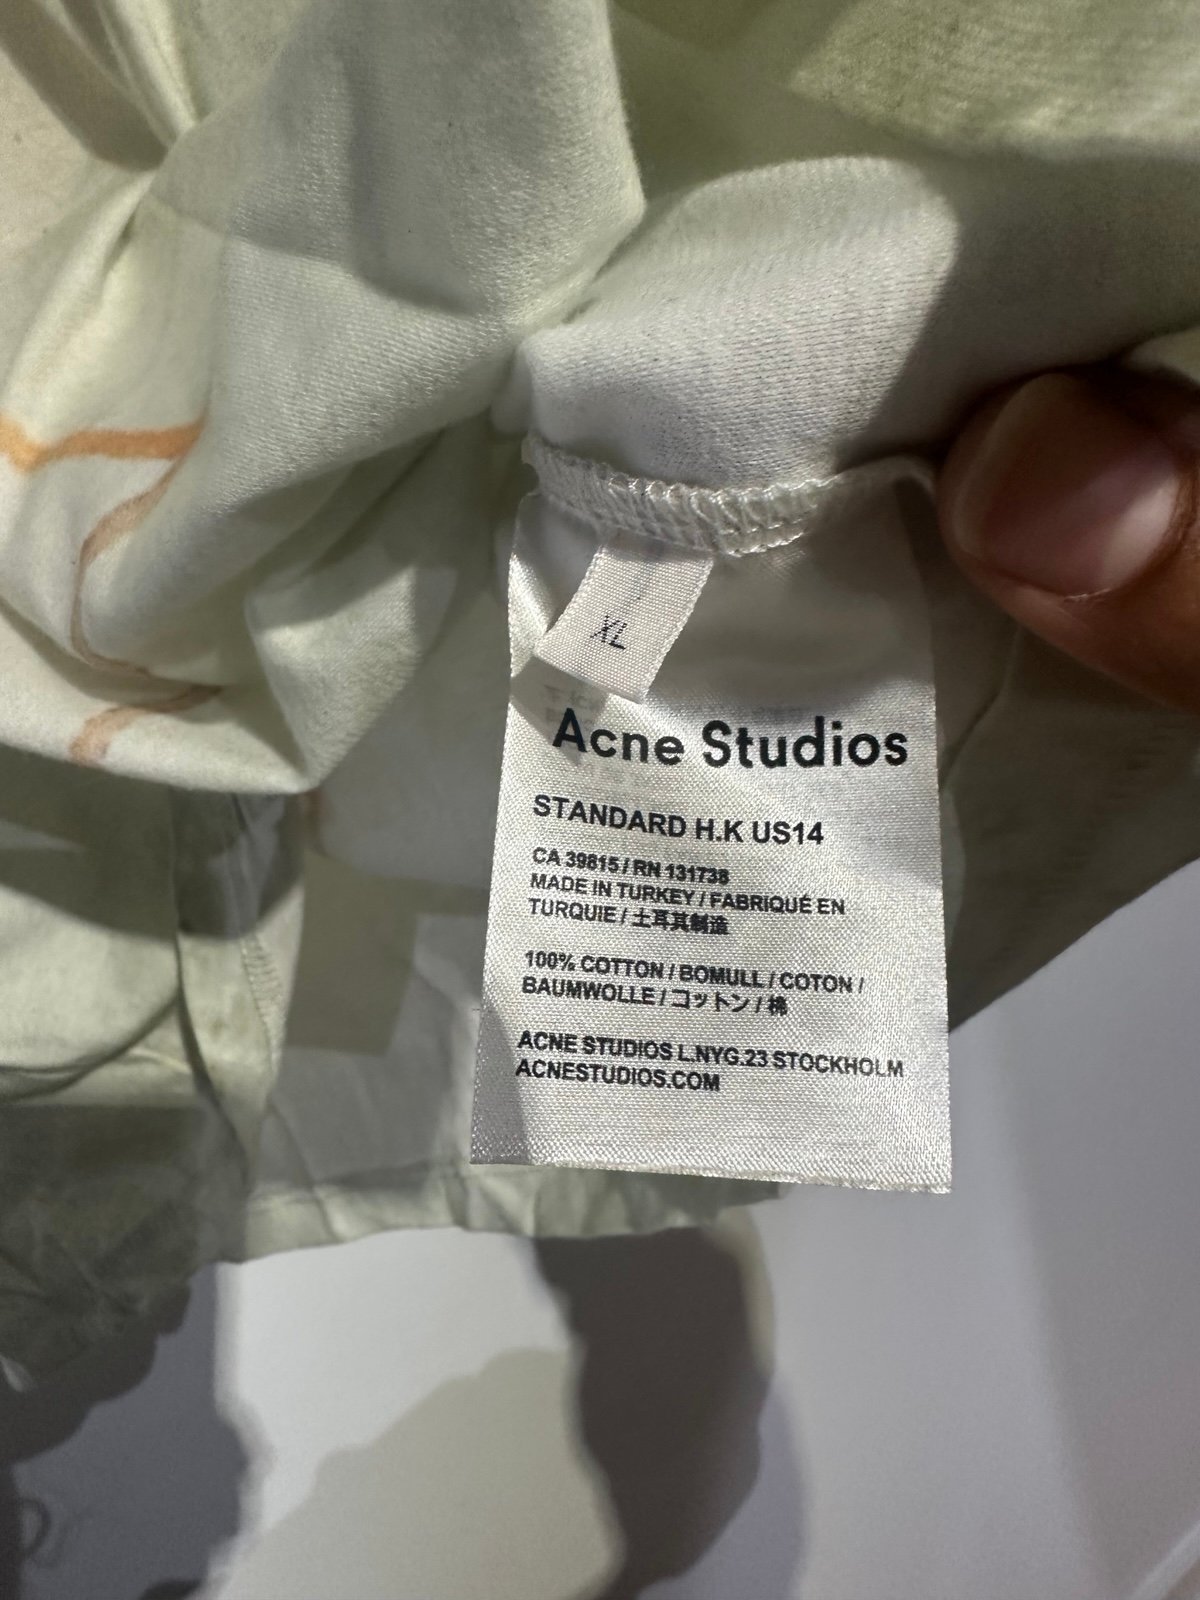 XL
Acne Studios
STANDARD H.K US14
CA 39815 / RN 131738
MADE IN TURKEY / FABRIQUÉ EN
TURQUIE / 土耳其制造
100% COTTON / BOMULL / COTON /
BAUMWOLLE / コットン / 棉
ACNE STUDIOS L.NYG.23 STOCKHOLM
ACNESTUDIOS.COM